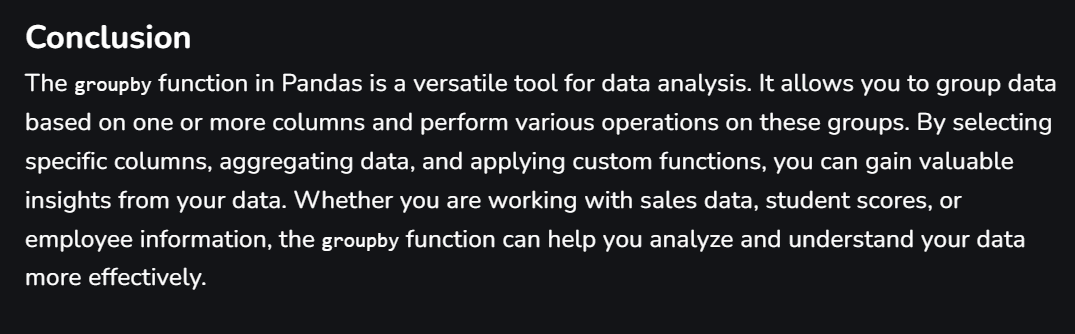 Conclusion
The groupby function in Pandas is a versatile tool for data analysis. It allows you to group data
based on one or more columns and perform various operations on these groups. By selecting
specific columns, aggregating data, and applying custom functions, you can gain valuable
insights from your data. Whether you are working with sales data, student scores, or
employee information, the groupby function can help you analyze and understand your data
more effectively.